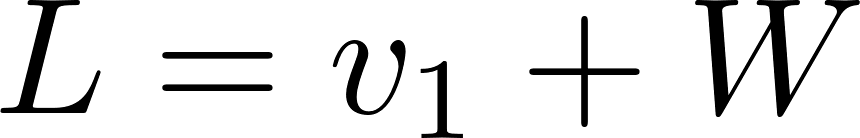 L = v₁ + W